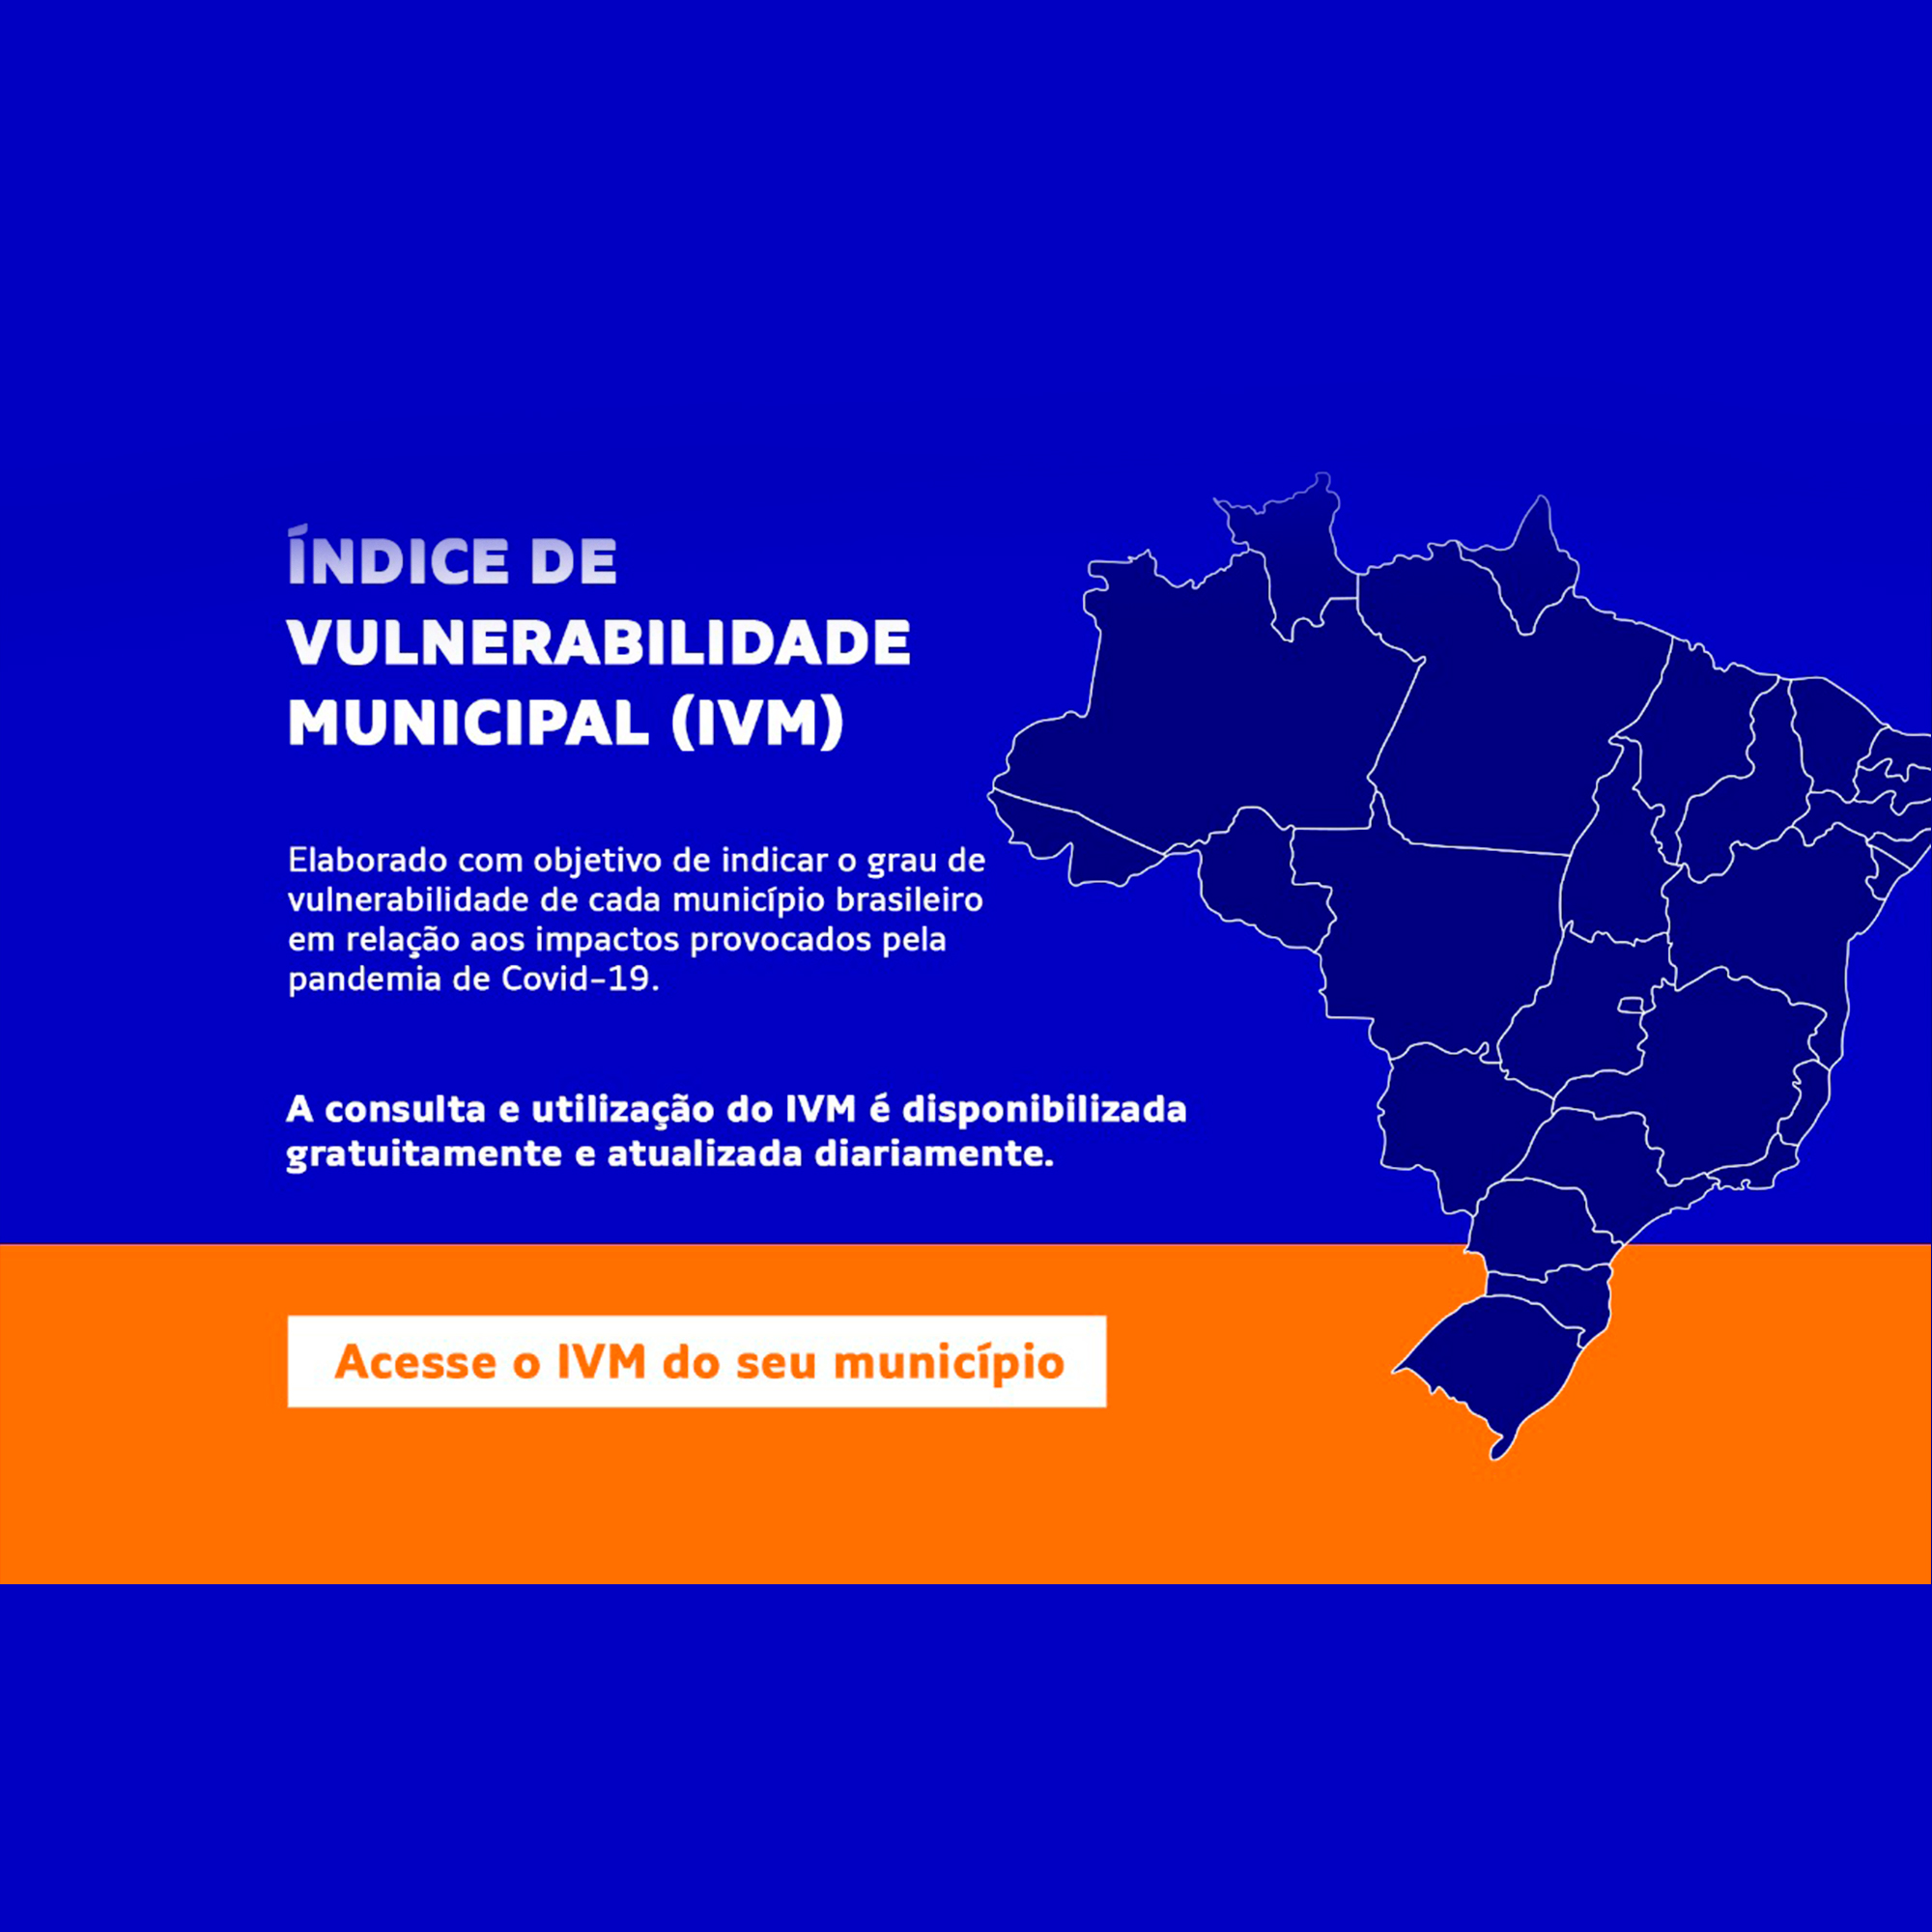 ÍNDICE DE
VULNERABILIDADE
MUNICIPAL (IVM)
Elaborado com objetivo de indicar o grau de
vulnerabilidade de cada município brasileiro
em relação aos impactos provocados pela
pandemia de Covid-19.
A consulta e utilização do IVM é disponibilizada
gratuitamente e atualizada diariamente.
Acesse o IVM do seu município